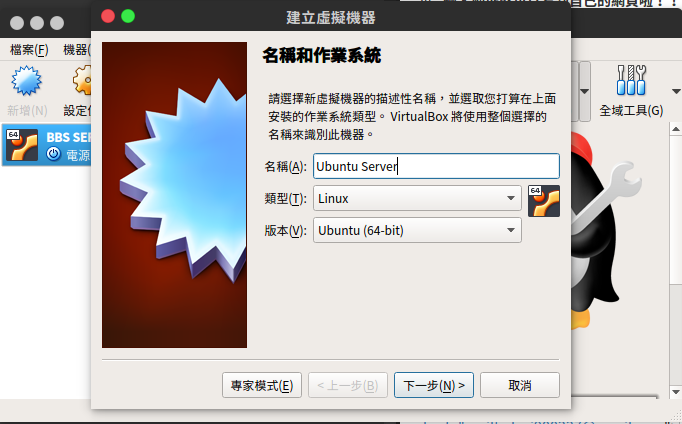 自己的網頁啦！！
建立虛擬機器
檔案(F) 機器(
新增(N) 設定
全域工具(G)
64
BBS SE
電源
名稱和作業系統
請選擇新虛擬機器的描述性名稱，並選取您打算在上面
安裝的作業系統類型。 VirtualBox 將使用整個選擇的
名稱來識別此機器。
名稱(A): Ubuntu Server
類型(T): Linux
64
版本(V): Ubuntu (64-bit)
專家模式(E) < 上一步(B) 下一步(N) > 取消